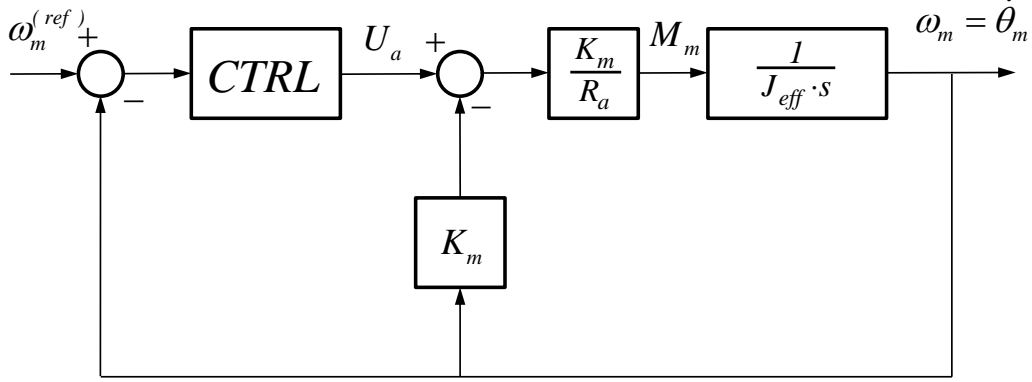 ω_m^(ref)
+
−
CTRL
U_a
+
−
K_m
R_a
M_m
1
J_eff · s
ω_m = θ̇_m
K_m